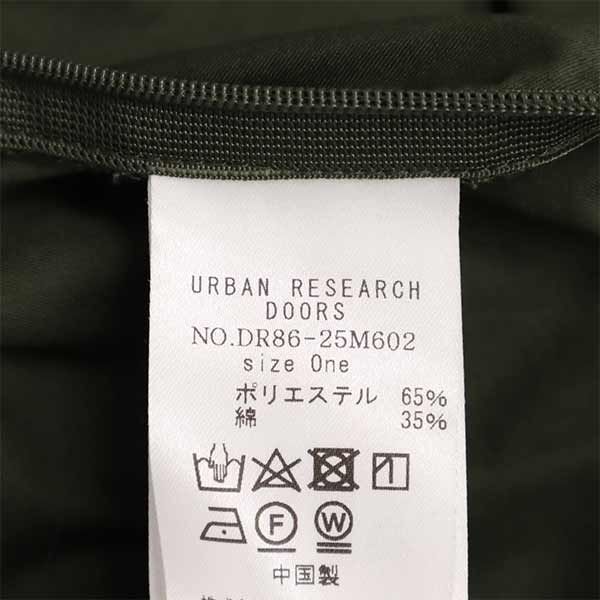 URBAN RESEARCH
DOORS
NO.DR86-25M602
size One
ポリエステル 65%
綿 35%
F W
中国製